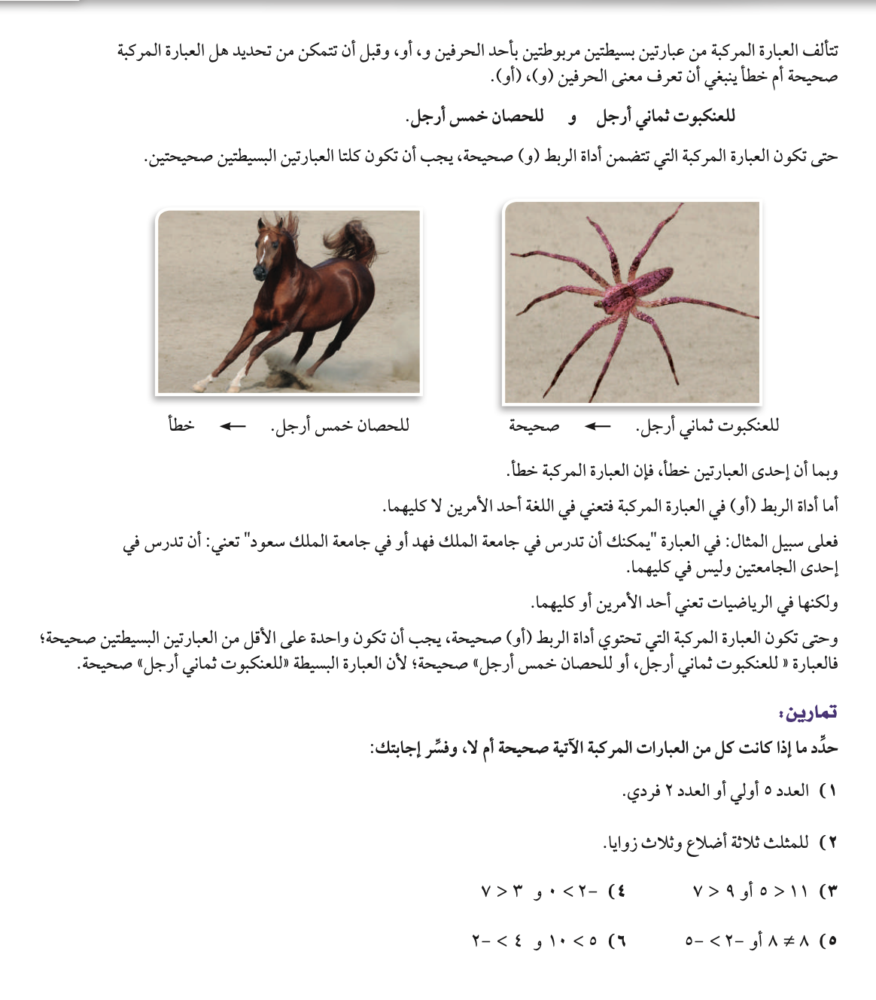 تتألف العبارة المركبة من عبارتين بسيطتين مربوطتين بأحد الحرفين و، أو، وقبل أن تتمكن من تحديد هل العبارة المركبة
صحيحة أم خطأ ينبغي أن تعرف معنى الحرفين (و)، (أو).
للعنكبوت ثماني أرجل و للحصان خمس أرجل.
حتى تكون العبارة المركبة التي تتضمن أداة الربط (و) صحيحة، يجب أن تكون كلتا العبارتين البسيطتين صحيحتين.
للعنكبوت ثماني أرجل. ← صحيحة للحصان خمس أرجل. ← خطأ
وبما أن إحدى العبارتين خطأ، فإن العبارة المركبة خطأ.
أما أداة الربط (أو) في العبارة المركبة فتعني في اللغة أحد الأمرين لا كليهما.
فعلى سبيل المثال: في العبارة "يمكنك أن تدرس في جامعة الملك فهد أو في جامعة الملك سعود" تعني: أن تدرس في
إحدى الجامعتين وليس في كليهما.
ولكنها في الرياضيات تعني أحد الأمرين أو كليهما.
وحتى تكون العبارة المركبة التي تحتوي أداة الربط (أو) صحيحة، يجب أن تكون واحدة على الأقل من العبارتين البسيطتين صحيحة؛
فالعبارة « للعنكبوت ثماني أرجل، أو للحصان خمس أرجل» صحيحة؛ لأن العبارة البسيطة «للعنكبوت ثماني أرجل» صحيحة.
تمارين:
حدِّد ما إذا كانت كل من العبارات المركبة الآتية صحيحة أم لا، وفسِّر إجابتك:
١) العدد ٥ أولي أو العدد ٢ فردي.
٢) للمثلث ثلاثة أضلاع وثلاث زوايا.
٣) ١١ > ٥ أو ٩ < ٧ ٤) –٢ > ٠ و ٣ < ٧
٥) ٨ ≠ ٨ أو –٢ > –٥ ٦) ٥ > ١٠ و ٤ < –٢